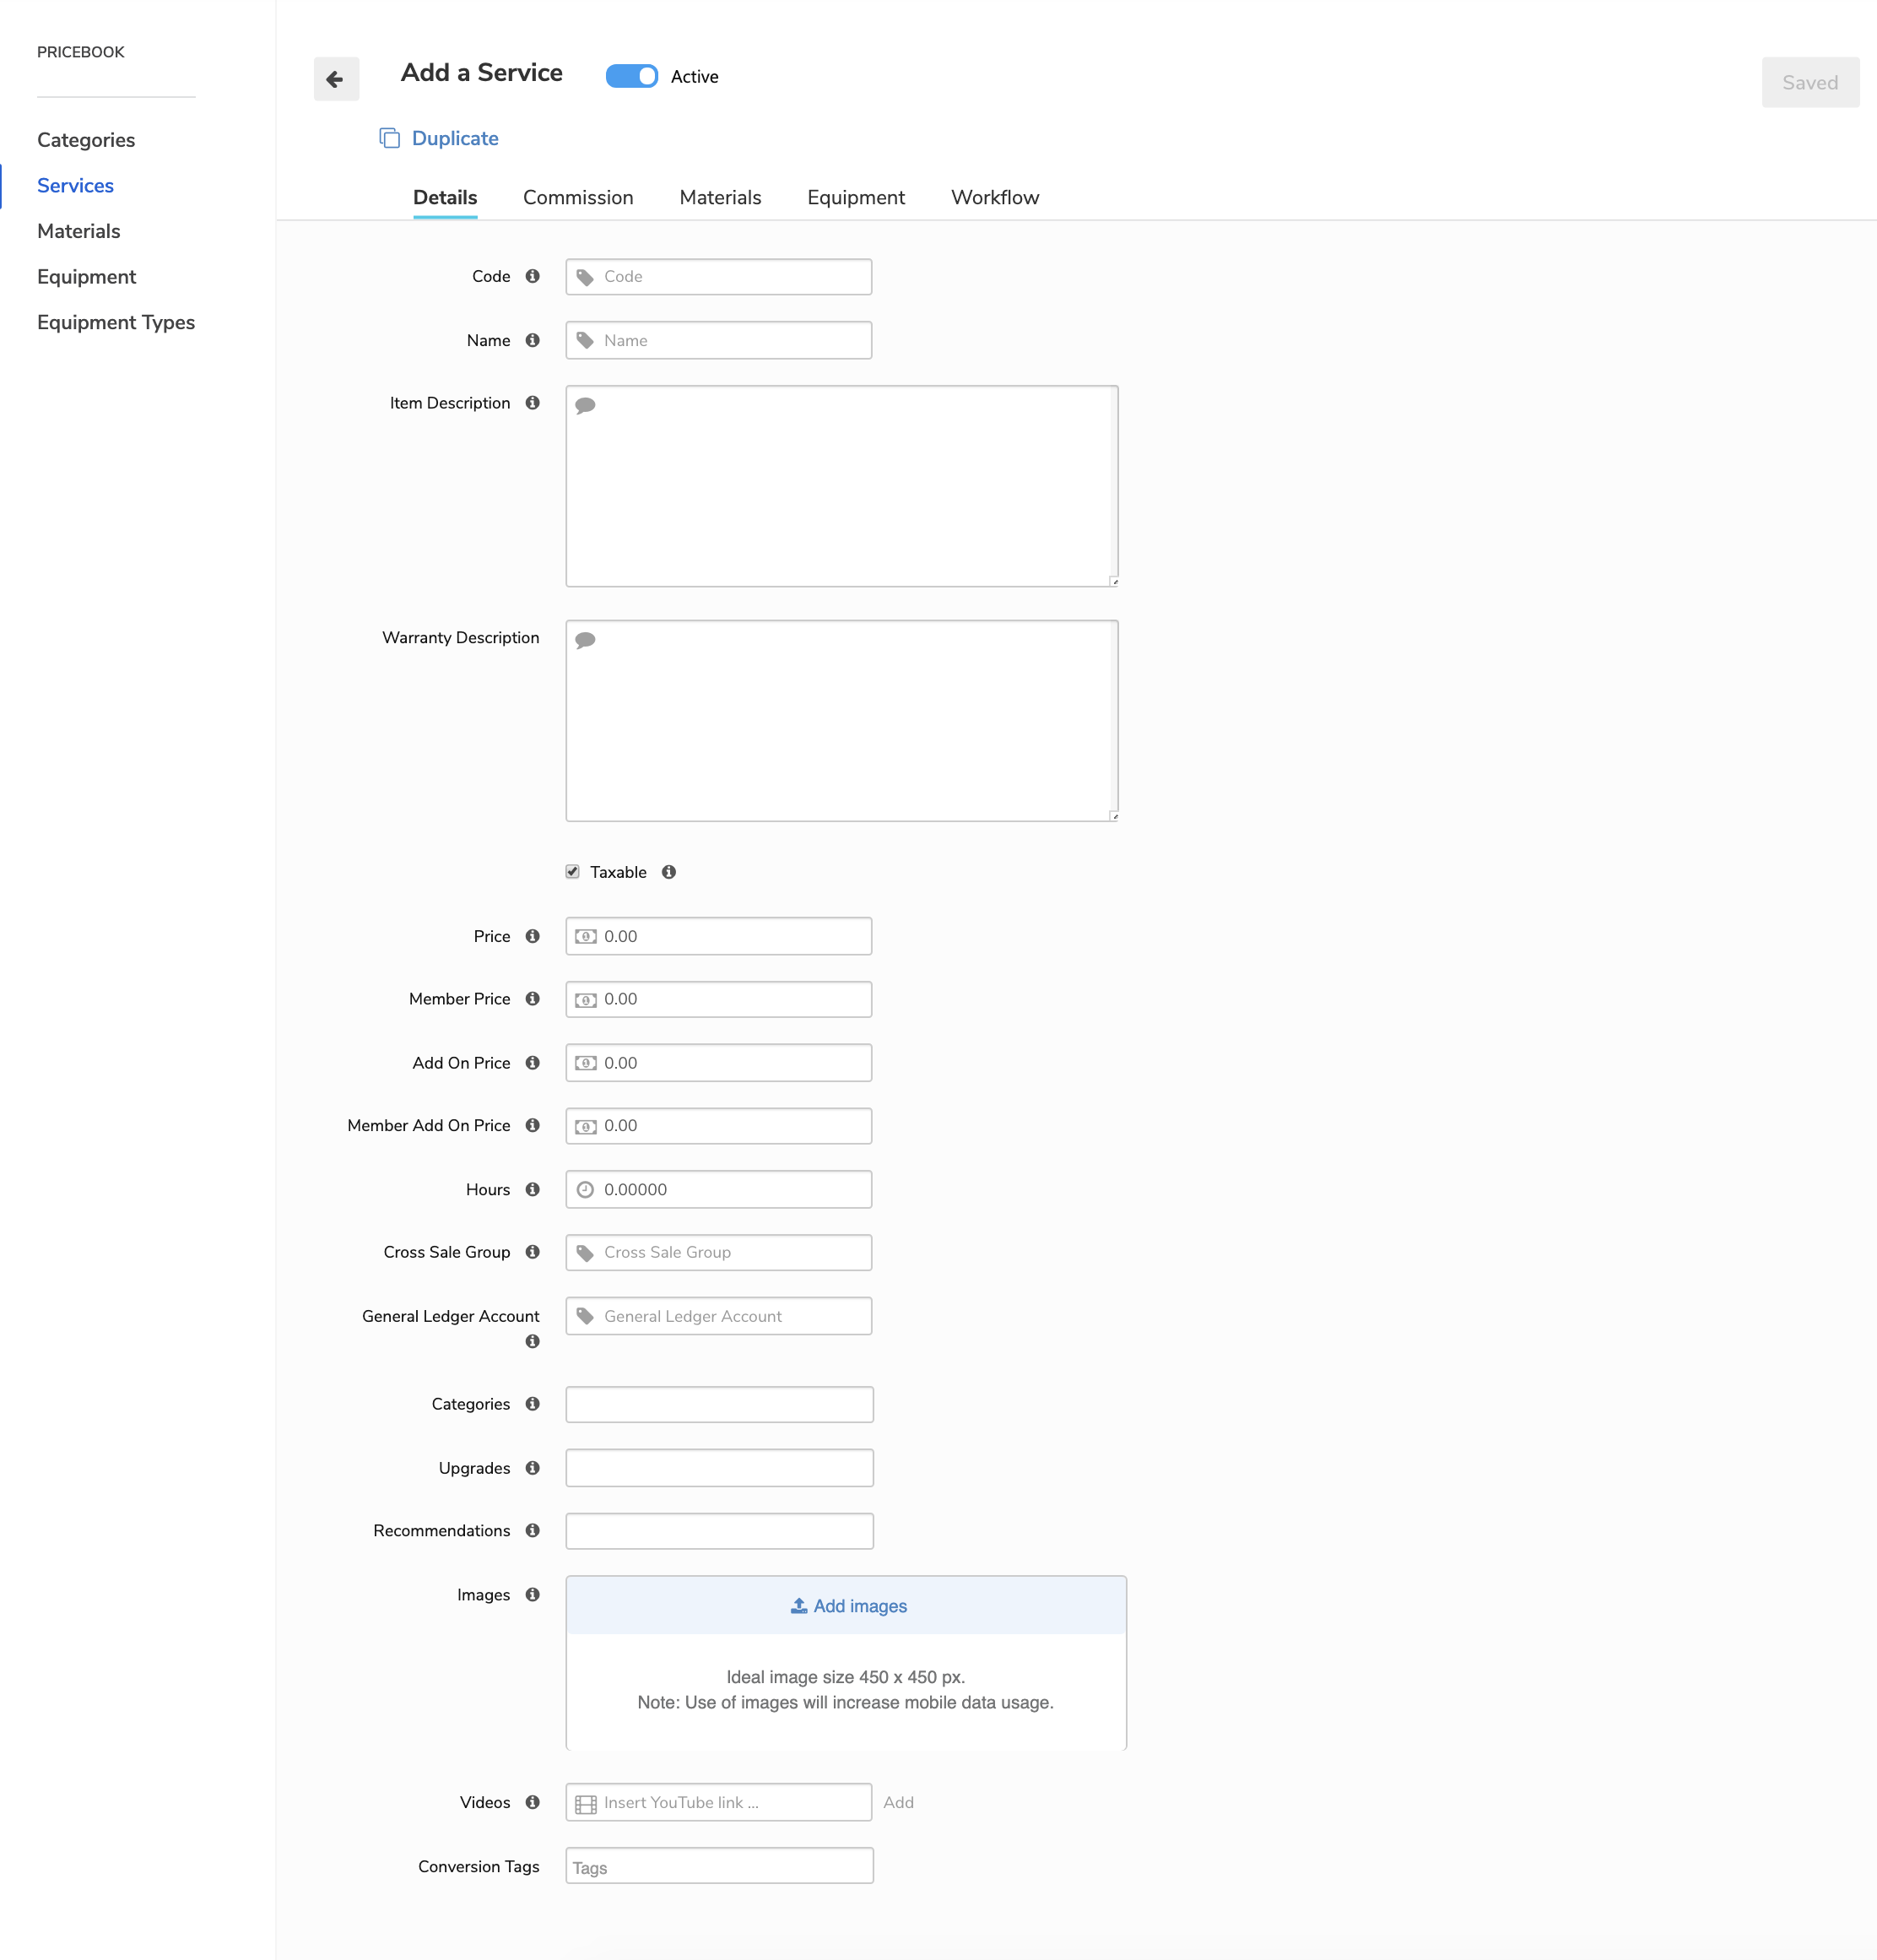 PRICEBOOK
Categories
Services
Materials
Equipment
Equipment Types
Add a Service
Active
Saved
Duplicate
Details Commission Materials Equipment Workflow
Code Code
Name Name
Item Description
Warranty Description
Taxable
Price 0.00
Member Price 0.00
Add On Price 0.00
Member Add On Price 0.00
Hours 0.00000
Cross Sale Group Cross Sale Group
General Ledger Account General Ledger Account
Categories
Upgrades
Recommendations
Images
Add images
Ideal image size 450 x 450 px.
Note: Use of images will increase mobile data usage.
Videos Insert YouTube link ... Add
Conversion Tags Tags